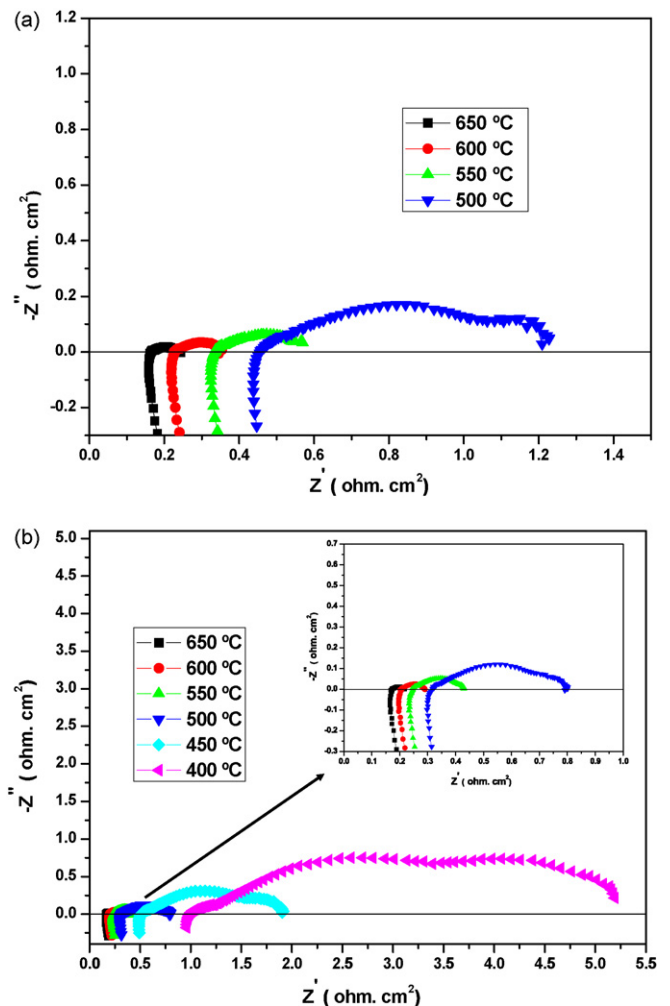 (a)
1.2
1.0
0.8
0.6
0.4
0.2
0.0
-0.2
-Z" ( ohm. cm²)
650 ºC
600 ºC
550 ºC
500 ºC
0.0 0.2 0.4 0.6 0.8 1.0 1.2 1.4
Z' ( ohm. cm²)
(b)
5.0
4.5
4.0
3.5
3.0
2.5
2.0
1.5
1.0
0.5
0.0
-Z" ( ohm. cm²)
650 ºC
600 ºC
550 ºC
500 ºC
450 ºC
400 ºC
0.7
0.6
0.5
0.4
0.3
0.2
0.1
0.0
-0.1
-0.2
-0.3
-Z" ( ohm. cm²)
0.0 0.1 0.2 0.3 0.4 0.5 0.6 0.7 0.8 0.9 1.0
Z' ( ohm. cm²)
0.0 0.5 1.0 1.5 2.0 2.5 3.0 3.5 4.0 4.5 5.0 5.5
Z' ( ohm. cm²)